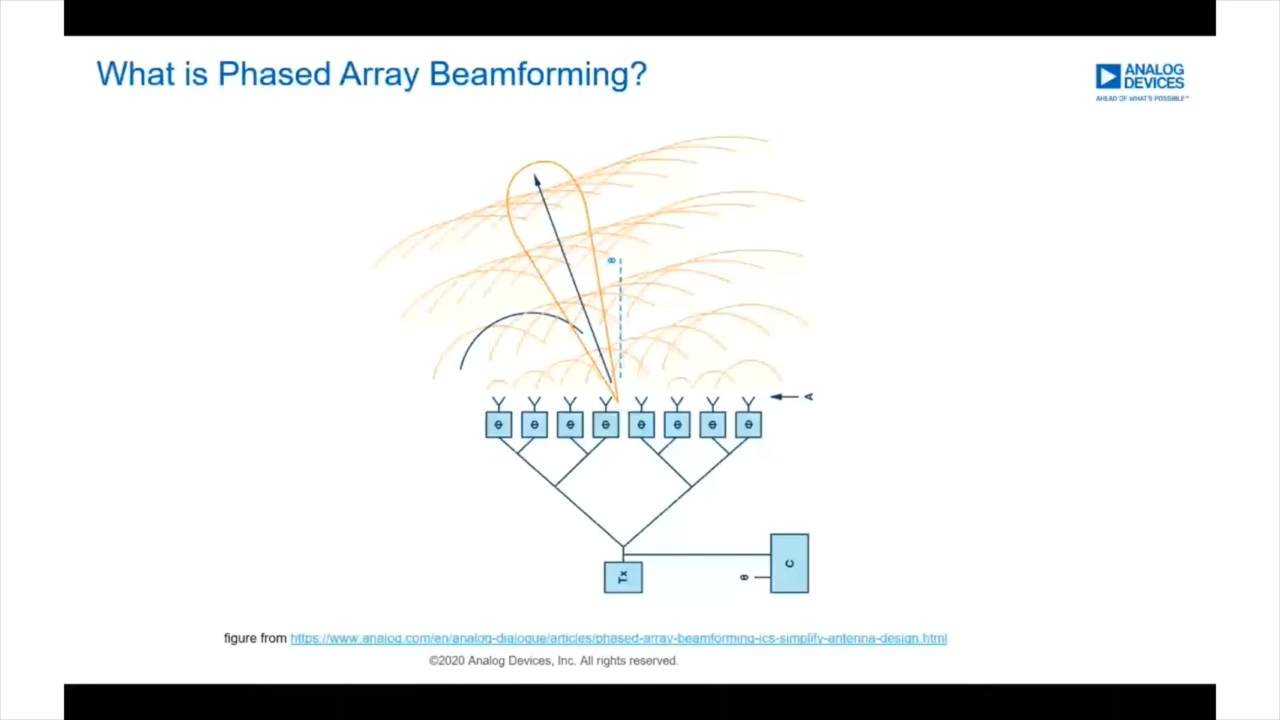 What is Phased Array Beamforming?
ANALOG
DEVICES
AHEAD OF WHAT'S POSSIBLE™
θ
A
θ θ θ θ θ θ θ θ
C
Tx
θ
figure from https://www.analog.com/en/analog-dialogue/articles/phased-array-beamforming-ics-simplify-antenna-design.html
©2020 Analog Devices, Inc. All rights reserved.